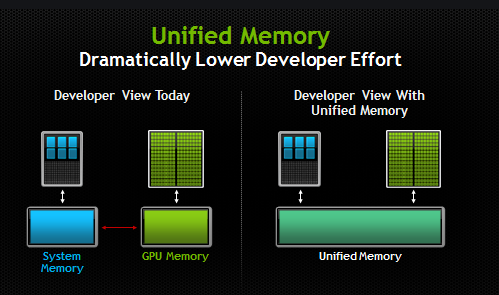 Unified Memory
Dramatically Lower Developer Effort
Developer View Today
Developer View With
Unified Memory
System
Memory
GPU Memory
Unified Memory